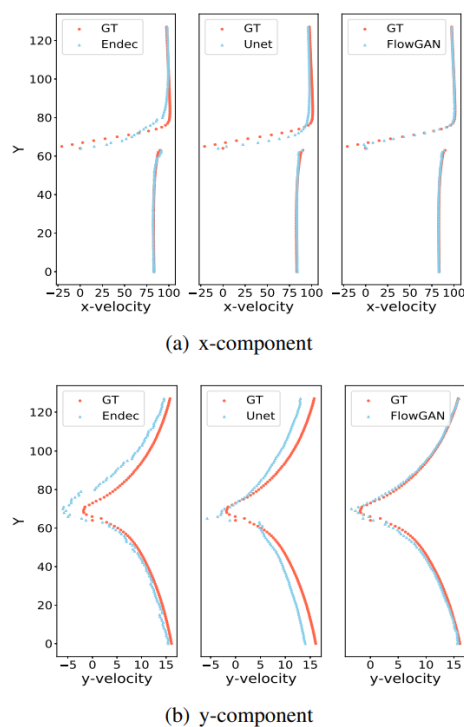 GT
Endec
GT
Unet
GT
FlowGAN
Y
120
100
80
60
40
20
0
-25 0 25 50 75 100
-25 0 25 50 75 100
-25 0 25 50 75 100
x-velocity
x-velocity
x-velocity
(a) x-component
GT
Endec
GT
Unet
GT
FlowGAN
Y
120
100
80
60
40
20
0
-5 0 5 10 15
-5 0 5 10 15
0 5 10 15
y-velocity
y-velocity
y-velocity
(b) y-component